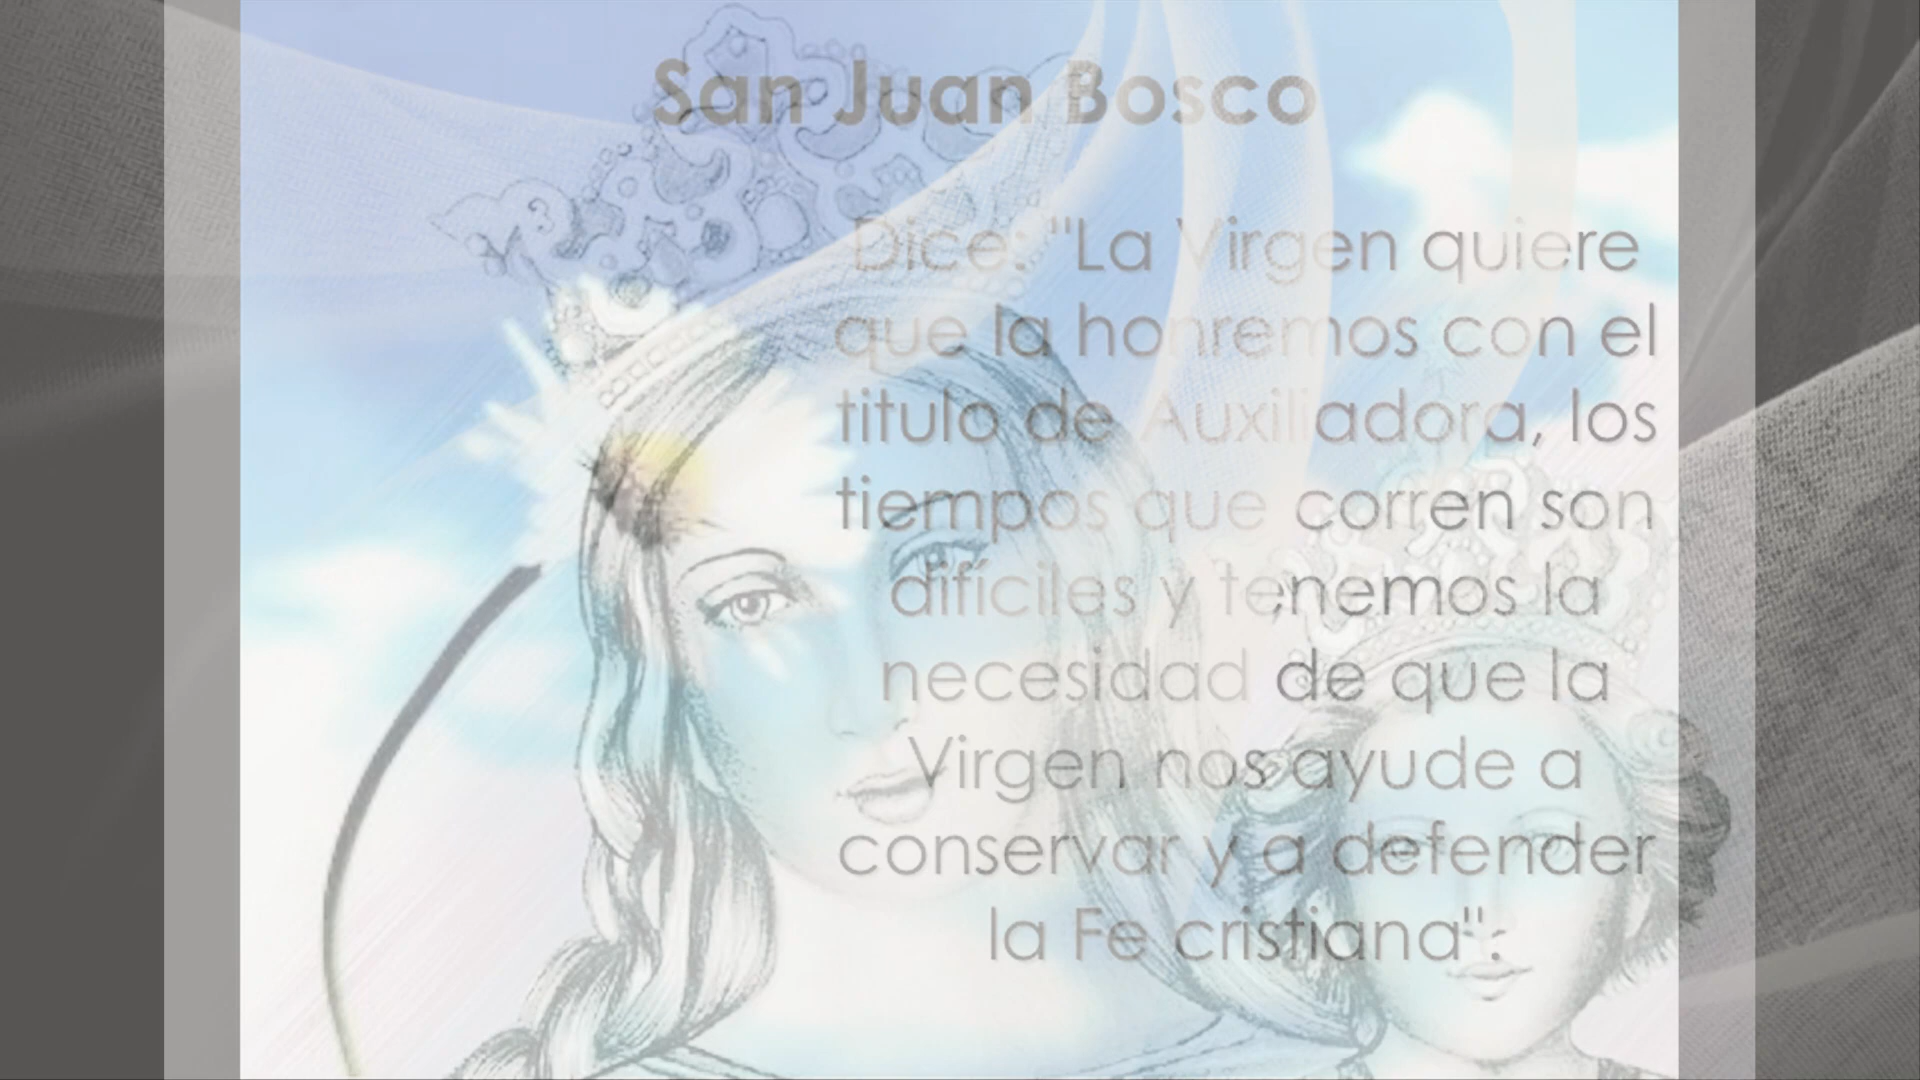 San Juan Bosco
Dice: "La Virgen quiere
que la honremos con el
titulo de Auxiliadora, los
tiempos que corren son
difíciles y tenemos la
necesidad de que la
Virgen nos ayude a
conservar y a defender
la Fe cristiana".